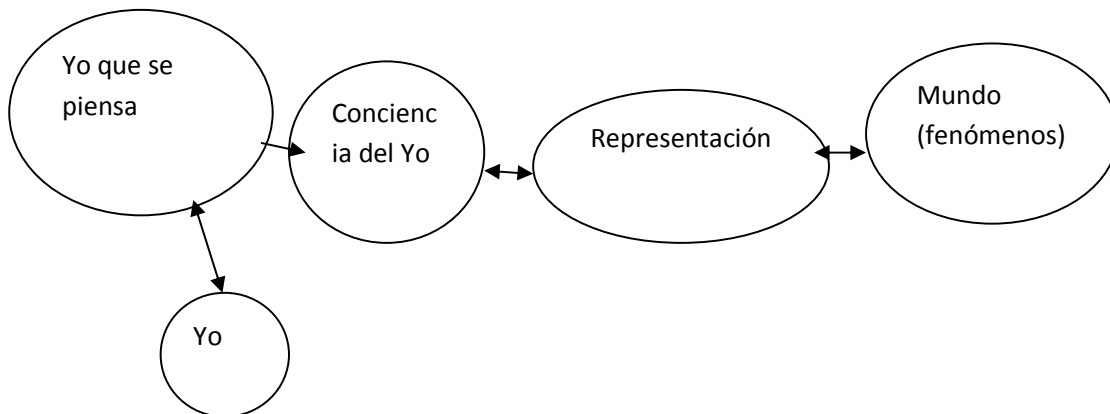 Yo que se
piensa
Concienc
ia del Yo
Representación
Mundo
(fenómenos)
Yo